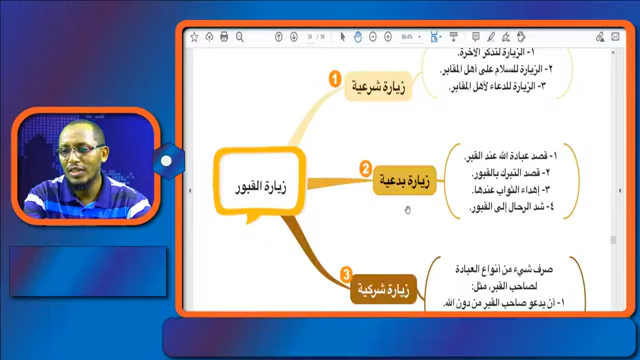 ١- الزيارة لتذكر الآخرة.
٢- الزيارة للسلام على أهل المقابر.
٣- الزيارة للدعاء لأهل المقابر.
1 زيارة شرعية
زيارة القبور
2 زيارة بدعية
١- قصد عبادة الله عند القبر.
٢- قصد التبرك بالقبور.
٣- إهداء الثواب عندها.
٤- شد الرحال إلى القبور.
3 زيارة شركية
صرف شيء من أنواع العبادة
لصاحب القبر، مثل:
١- أن يدعو صاحب القبر من دون الله.